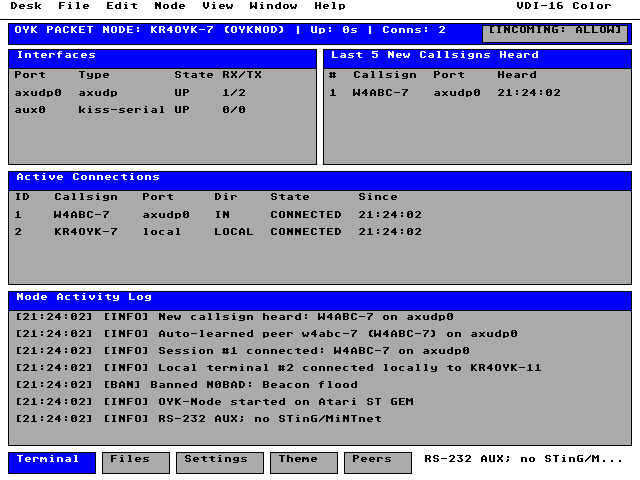 Desk File Edit Node View Window Help VDI-16 Color
OYK PACKET NODE: KR4OYK-7 (OYKNOD) | Up: 0s | Conns: 2 [INCOMING: ALLOW]
Interfaces
Port Type State RX/TX
axudp0 axudp UP 1/2
aux0 kiss-serial UP 0/0
Last 5 New Callsigns Heard
# Callsign Port Heard
1 W4ABC-7 axudp0 21:24:02
Active Connections
ID Callsign Port Dir State Since
1 W4ABC-7 axudp0 IN CONNECTED 21:24:02
2 KR4OYK-7 local LOCAL CONNECTED 21:24:02
Node Activity Log
[21:24:02] [INFO] New callsign heard: W4ABC-7 on axudp0
[21:24:02] [INFO] Auto-learned peer w4abc-7 (W4ABC-7) on axudp0
[21:24:02] [INFO] Session #1 connected: W4ABC-7 on axudp0
[21:24:02] [INFO] Local terminal #2 connected locally to KR4OYK-11
[21:24:02] [BAN] Banned N0BAD: Beacon flood
[21:24:02] [INFO] OYK-Node started on Atari ST GEM
[21:24:02] [INFO] RS-232 AUX; no STinG/MiNTnet
Terminal Files Settings Theme Peers RS-232 AUX; no STinG/M...